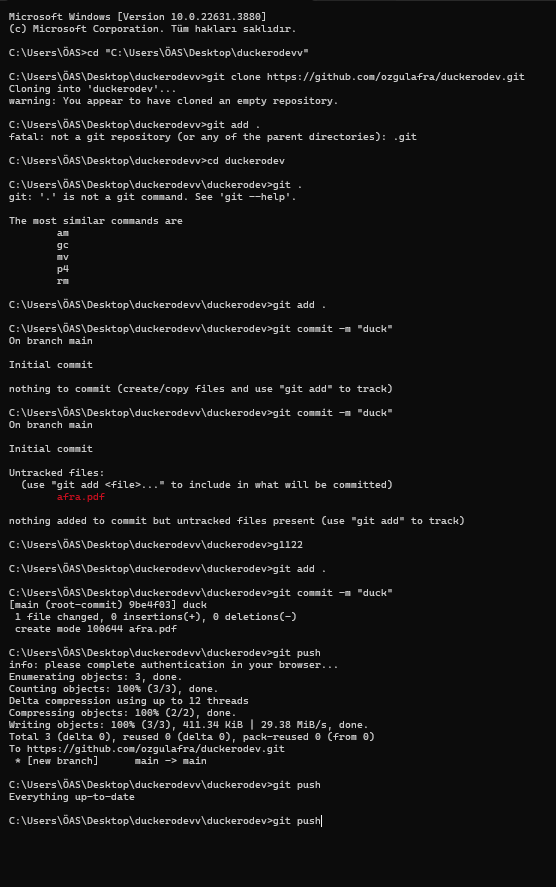 Microsoft Windows [Version 10.0.22631.3880]
(c) Microsoft Corporation. Tüm hakları saklıdır.
C:\Users\ÖAS>cd "C:\Users\ÖAS\Desktop\duckerodevv"
C:\Users\ÖAS\Desktop\duckerodevv>git clone https://github.com/ozgulafra/duckerodev.git
Cloning into 'duckerodev'...
warning: You appear to have cloned an empty repository.
C:\Users\ÖAS\Desktop\duckerodevv>git add .
fatal: not a git repository (or any of the parent directories): .git
C:\Users\ÖAS\Desktop\duckerodevv>cd duckerodev
C:\Users\ÖAS\Desktop\duckerodevv\duckerodev>git .
git: '.' is not a git command. See 'git --help'.
The most similar commands are
am
gc
mv
p4
rm
C:\Users\ÖAS\Desktop\duckerodevv\duckerodev>git add .
C:\Users\ÖAS\Desktop\duckerodevv\duckerodev>git commit -m "duck"
On branch main
Initial commit
nothing to commit (create/copy files and use "git add" to track)
C:\Users\ÖAS\Desktop\duckerodevv\duckerodev>git commit -m "duck"
On branch main
Initial commit
Untracked files:
(use "git add <file>..." to include in what will be committed)
afra.pdf
nothing added to commit but untracked files present (use "git add" to track)
C:\Users\ÖAS\Desktop\duckerodevv\duckerodev>g1122
C:\Users\ÖAS\Desktop\duckerodevv\duckerodev>git add .
C:\Users\ÖAS\Desktop\duckerodevv\duckerodev>git commit -m "duck"
[main (root-commit) 9be4f03] duck
1 file changed, 0 insertions(+), 0 deletions(-)
create mode 100644 afra.pdf
C:\Users\ÖAS\Desktop\duckerodevv\duckerodev>git push
info: please complete authentication in your browser...
Enumerating objects: 3, done.
Counting objects: 100% (3/3), done.
Delta compression using up to 12 threads
Compressing objects: 100% (2/2), done.
Writing objects: 100% (3/3), 411.34 KiB | 29.38 MiB/s, done.
Total 3 (delta 0), reused 0 (delta 0), pack-reused 0 (from 0)
To https://github.com/ozgulafra/duckerodev.git
* [new branch] main -> main
C:\Users\ÖAS\Desktop\duckerodevv\duckerodev>git push
Everything up-to-date
C:\Users\ÖAS\Desktop\duckerodevv\duckerodev>git push